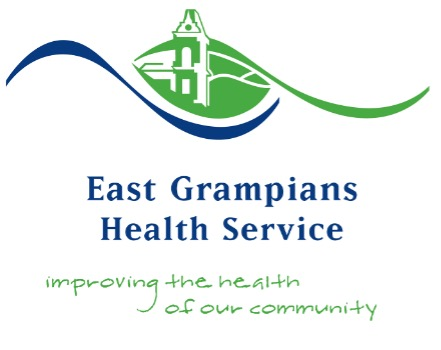 East Grampians
Health Service
improving the health
of our community